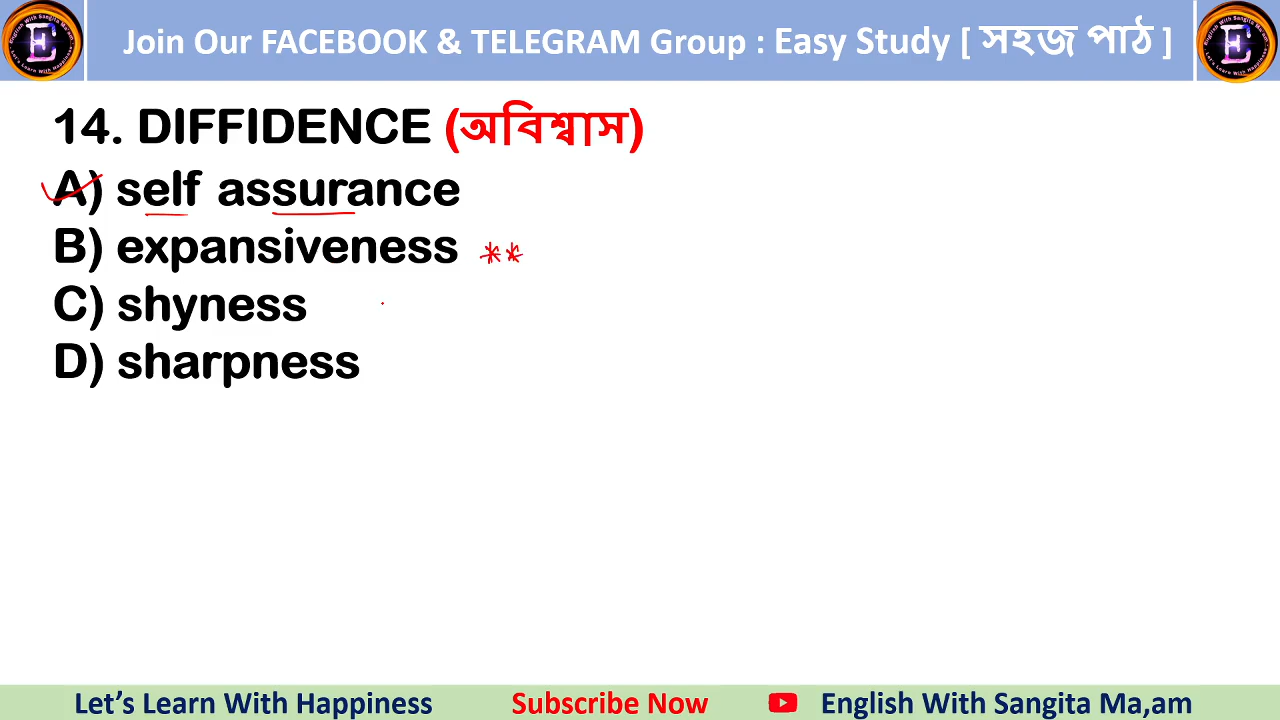 Join Our FACEBOOK & TELEGRAM Group : Easy Study [ সহজ পাঠ ]
14. DIFFIDENCE (অবিশ্বাস)
A) self assurance
B) expansiveness **
C) shyness
D) sharpness
Let's Learn With Happiness Subscribe Now English With Sangita Ma,am